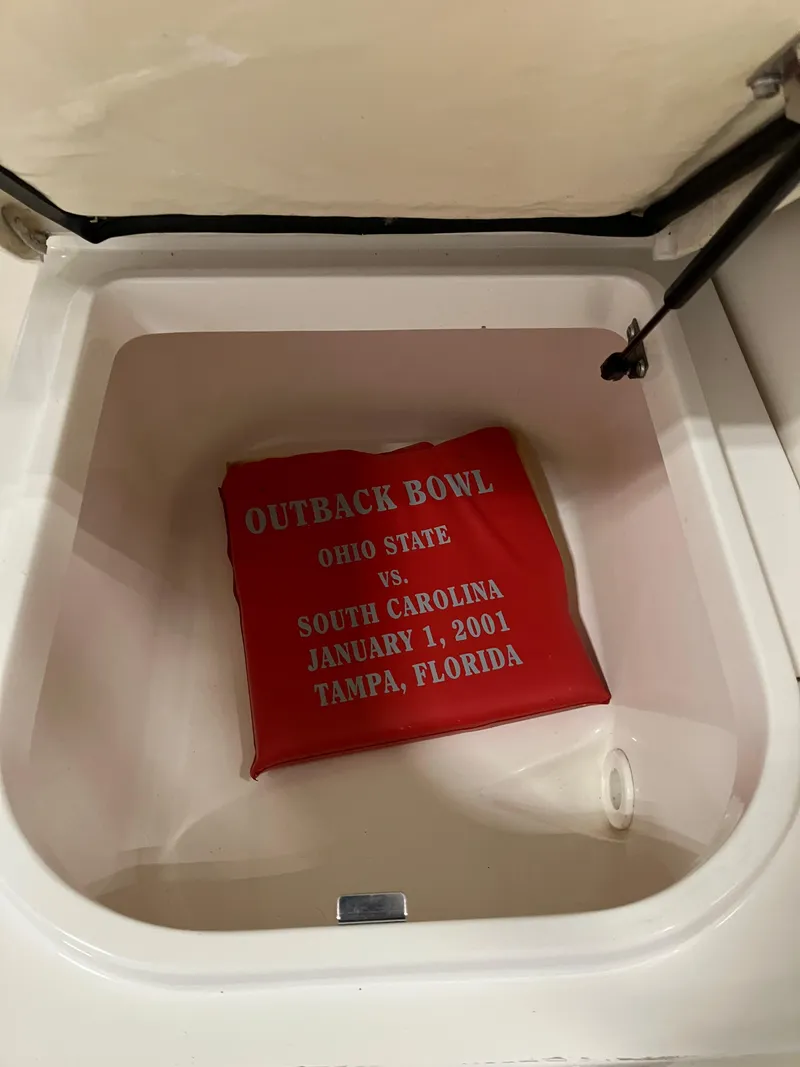 OUTBACK BOWL
OHIO STATE
VS.
SOUTH CAROLINA
JANUARY 1, 2001
TAMPA, FLORIDA